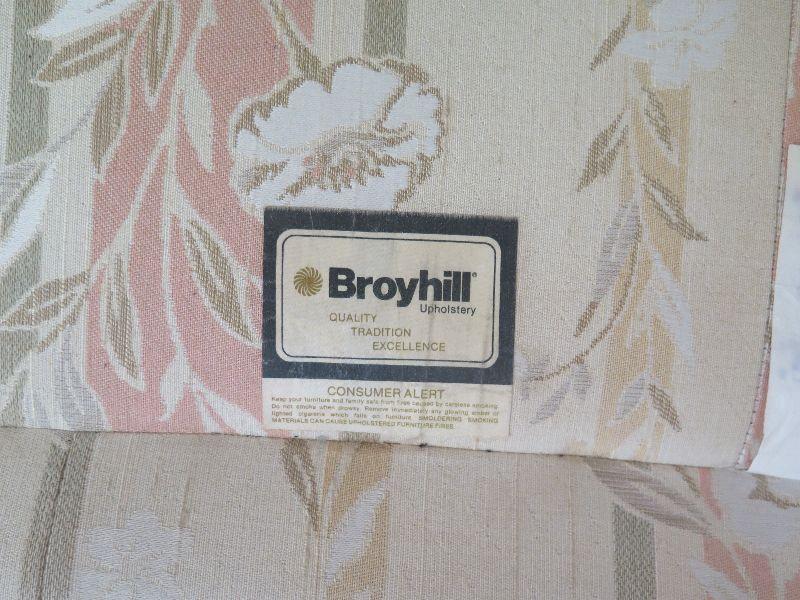 Broyhill®
Upholstery
QUALITY
TRADITION
EXCELLENCE
CONSUMER ALERT
Keep your furniture and family safe from fires caused by careless smoking.
Do not smoke when drowsy. Remove immediately any glowing ember or
lighted cigarette which falls on furniture. SMOLDERING SMOKING
MATERIALS CAN CAUSE UPHOLSTERED FURNITURE FIRES.